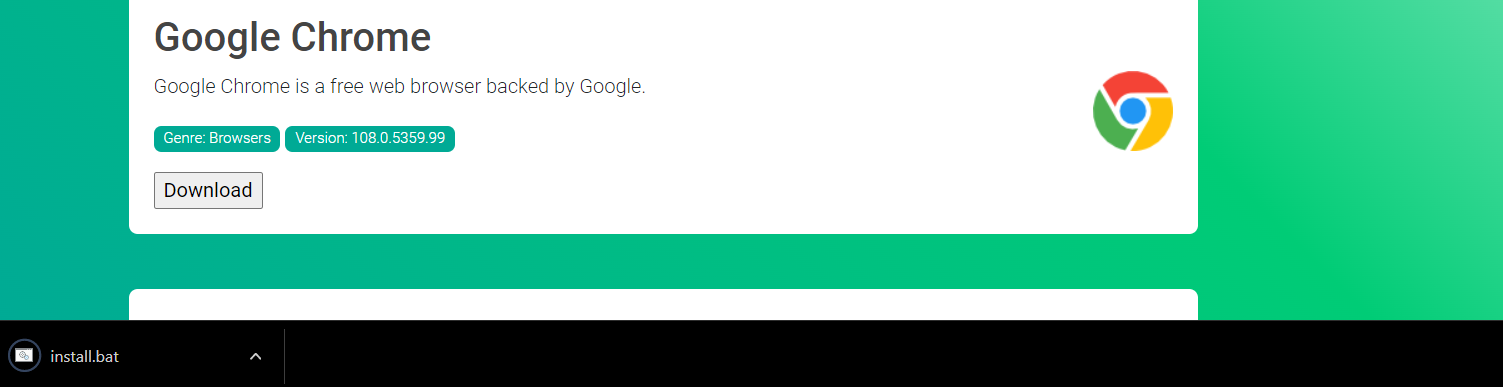 Google Chrome
Google Chrome is a free web browser backed by Google.
Genre: Browsers Version: 108.0.5359.99
Download
install.bat